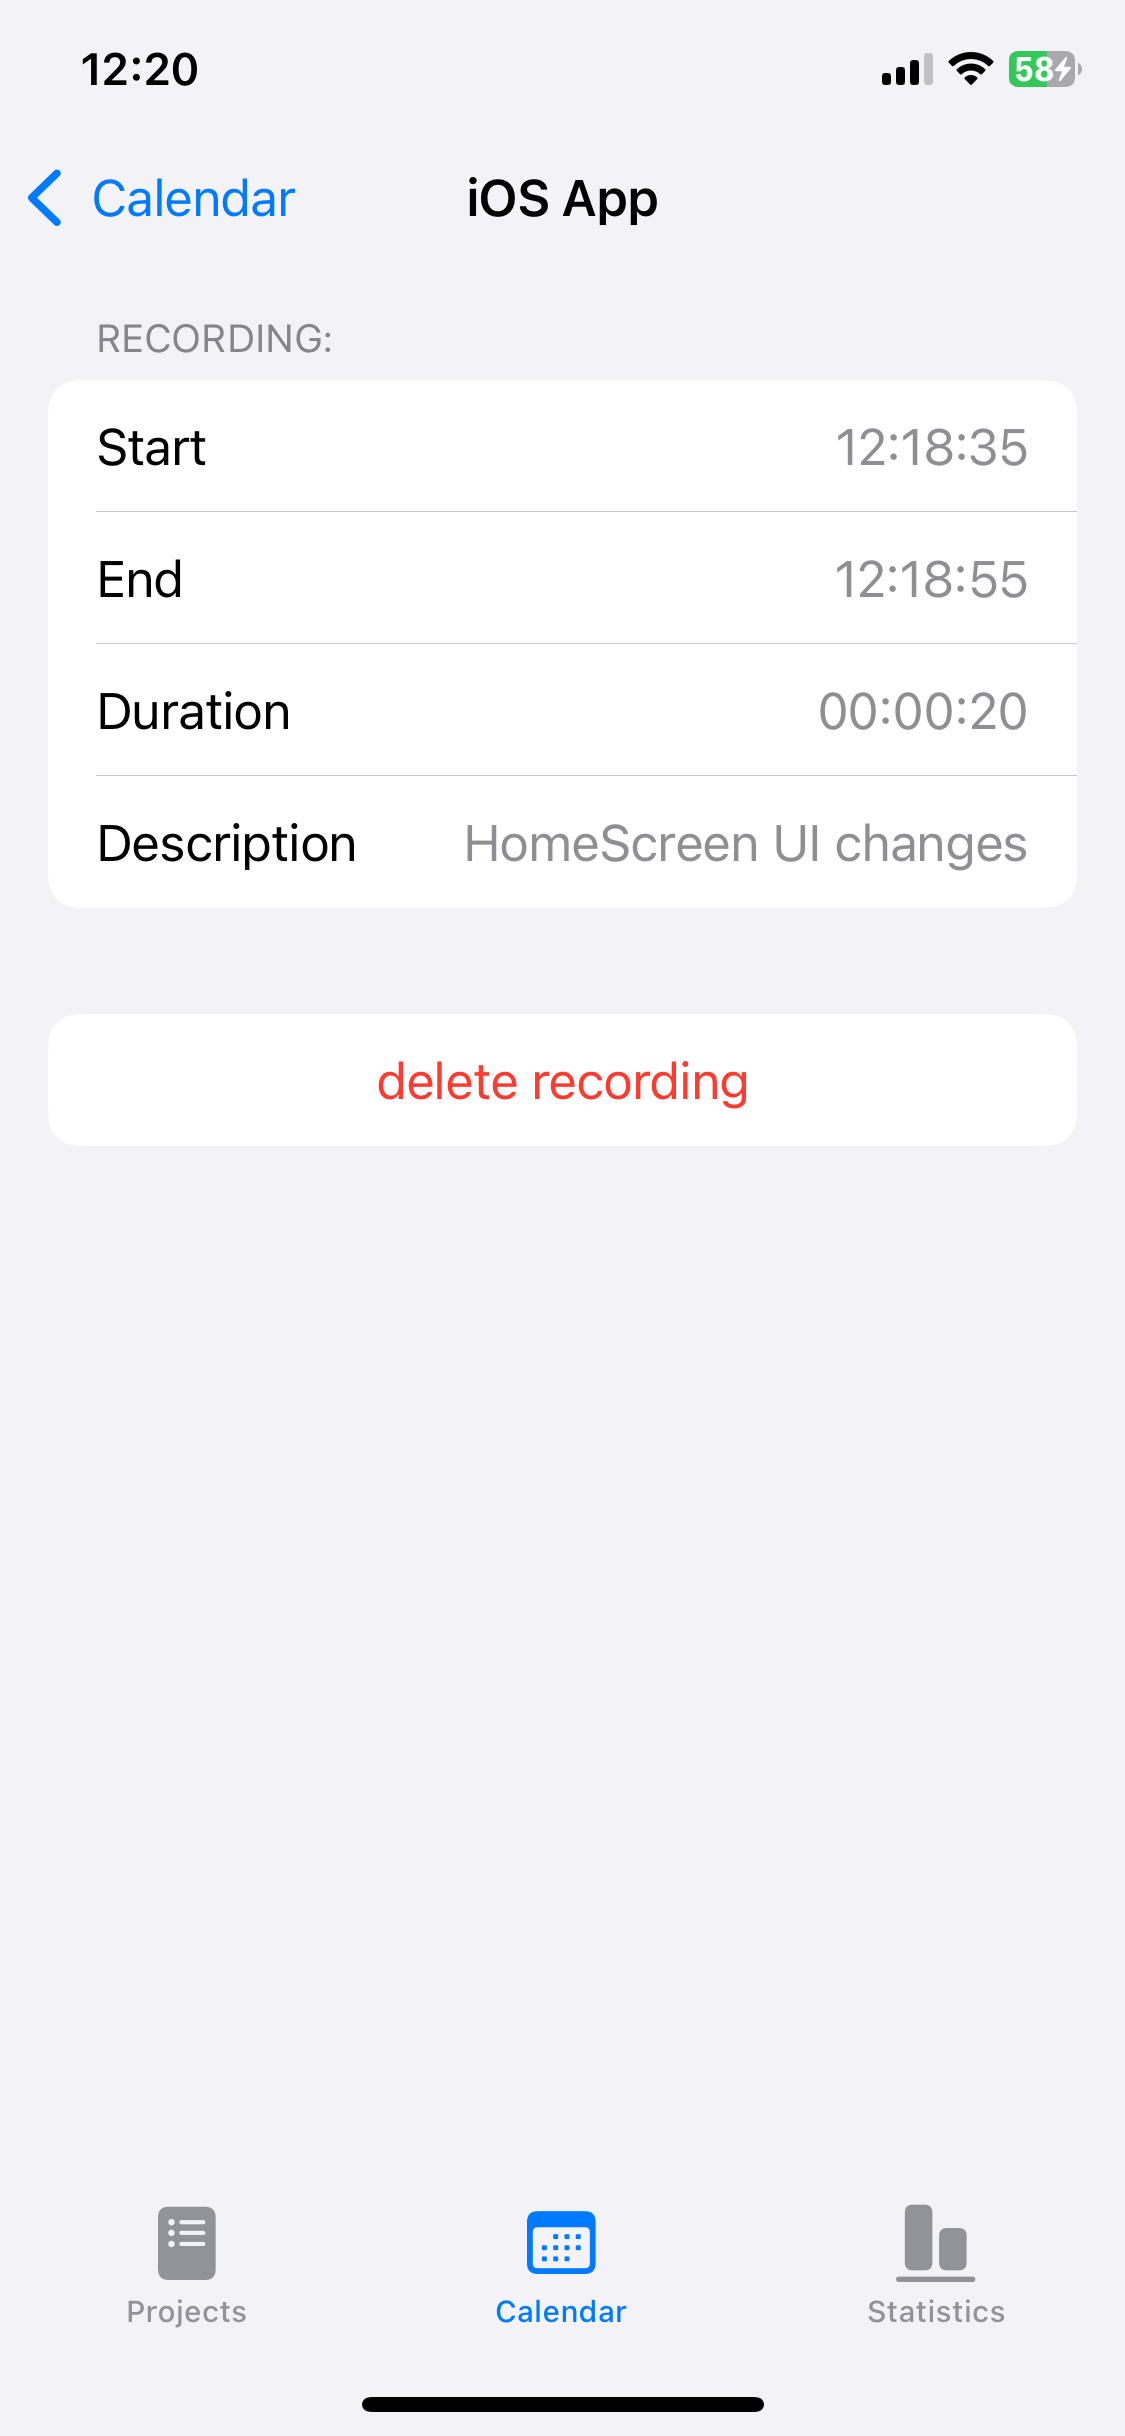 12:20 58
Calendar iOS App
RECORDING:
Start 12:18:35
End 12:18:55
Duration 00:00:20
Description HomeScreen UI changes
delete recording
Projects Calendar Statistics